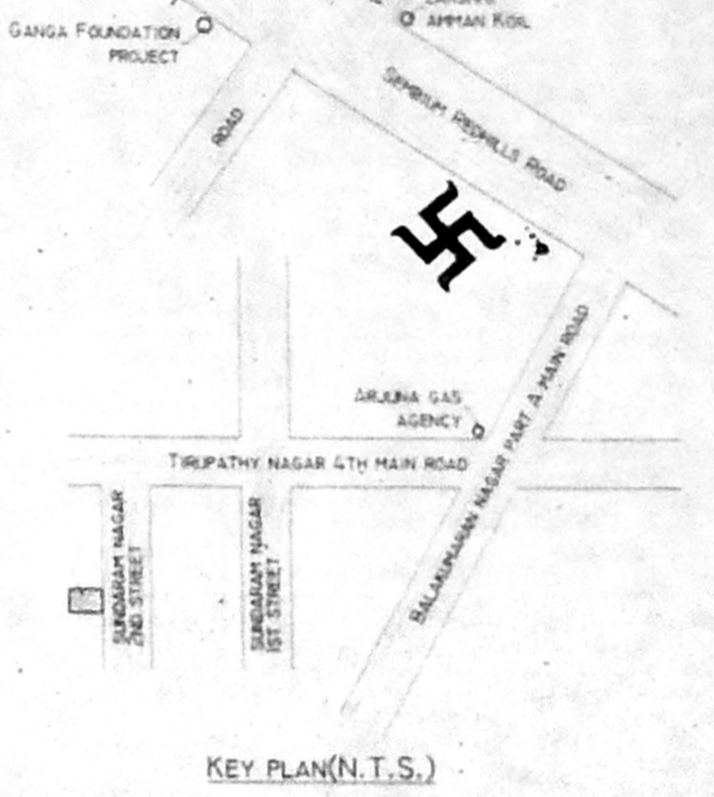 GANGA FOUNDATION
PROJECT
AMMAN KOIL
ROAD
SEMBIUM REDHILLS ROAD
ARJUNA GAS
AGENCY
TIRUPATHY NAGAR 4TH MAIN ROAD
BALAKUMARAN NAGAR PART A MAIN ROAD
SUNDARAM NAGAR
2ND STREET
SUNDARAM NAGAR
1ST STREET
KEY PLAN(N.T.S.)